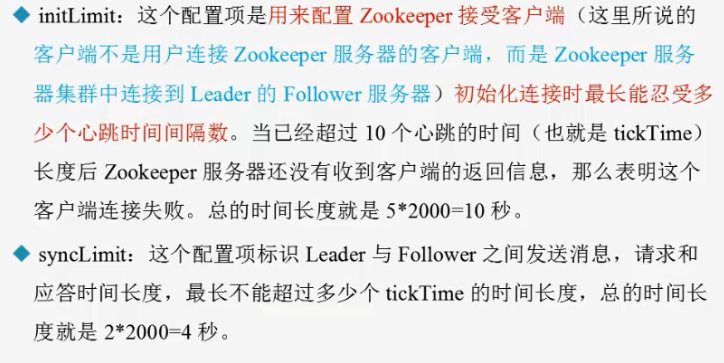 ◆ initLimit：这个配置项是用来配置 Zookeeper 接受客户端（这里所说的
客户端不是用户连接 Zookeeper 服务器的客户端，而是 Zookeeper 服务
器集群中连接到 Leader 的 Follower 服务器）初始化连接时最长能忍受多
少个心跳时间间隔数。当已经超过 10 个心跳的时间（也就是 tickTime）
长度后 Zookeeper 服务器还没有收到客户端的返回信息，那么表明这个
客户端连接失败。总的时间长度就是 5*2000=10 秒。
◆ syncLimit：这个配置项标识 Leader 与 Follower 之间发送消息，请求和
应答时间长度，最长不能超过多少个 tickTime 的时间长度，总的时间长
度就是 2*2000=4 秒。